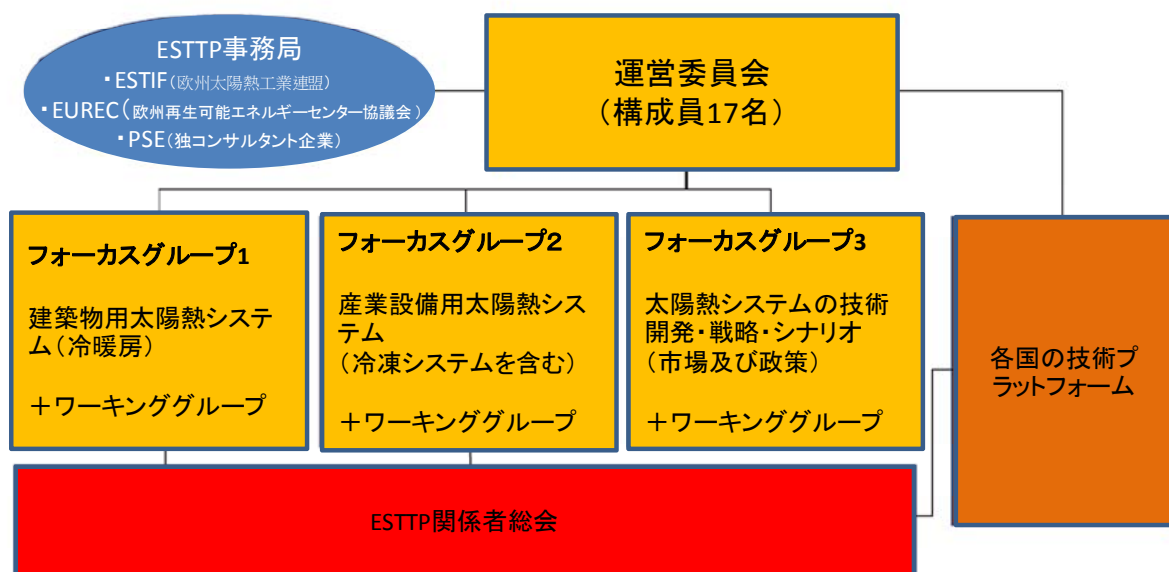 ESTTP事務局
・ESTIF(欧州太陽熱工業連盟)
・EUREC(欧州再生可能エネルギーセンター協議会)
・PSE(独コンサルタント企業)
運営委員会
(構成員17名)
フォーカスグループ1
建築物用太陽熱システ
ム(冷暖房)
＋ワーキンググループ
フォーカスグループ2
産業設備用太陽熱シス
テム
(冷凍システムを含む)
＋ワーキンググループ
フォーカスグループ3
太陽熱システムの技術
開発・戦略・シナリオ
(市場及び政策)
＋ワーキンググループ
各国の技術プ
ラットフォーム
ESTTP関係者総会